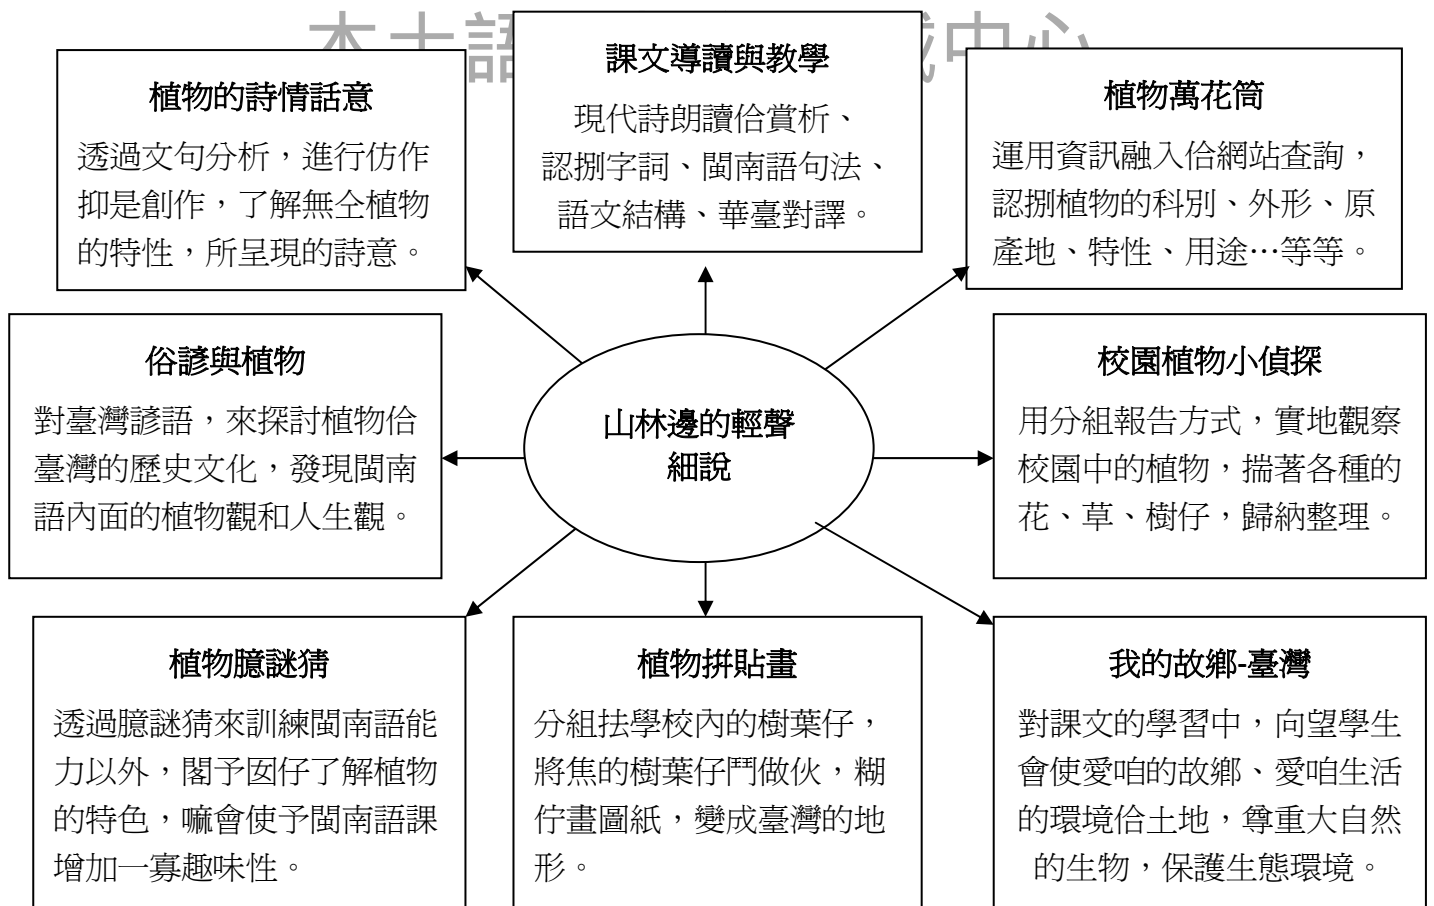 本土語
中心
植物的詩情話意
透過文句分析，進行仿作
抑是創作，了解無仝植物
的特性，所呈現的詩意。
課文導讀與教學
現代詩朗讀佮賞析、
認捌字詞、閩南語句法、
語文結構、華臺對譯。
植物萬花筒
運用資訊融入佮網站查詢，
認捌植物的科別、外形、原
產地、特性、用途…等等。
俗諺與植物
對臺灣諺語，來探討植物佮
臺灣的歷史文化，發現閩南
語內面的植物觀和人生觀。
山林邊的輕聲
細說
校園植物小偵探
用分組報告方式，實地觀察
校園中的植物，揣著各種的
花、草、樹仔，歸納整理。
植物臆謎猜
透過臆謎猜來訓練閩南語能
力以外，閣予囡仔了解植物
的特色，嘛會使予閩南語課
增加一寡趣味性。
植物拼貼畫
分組抾學校內的樹葉仔，
將焦的樹葉仔鬥做伙，糊
佇畫圖紙，變成臺灣的地
形。
我的故鄉-臺灣
對課文的學習中，向望學生
會使愛咱的故鄉、愛咱生活
的環境佮土地，尊重大自然
的生物，保護生態環境。